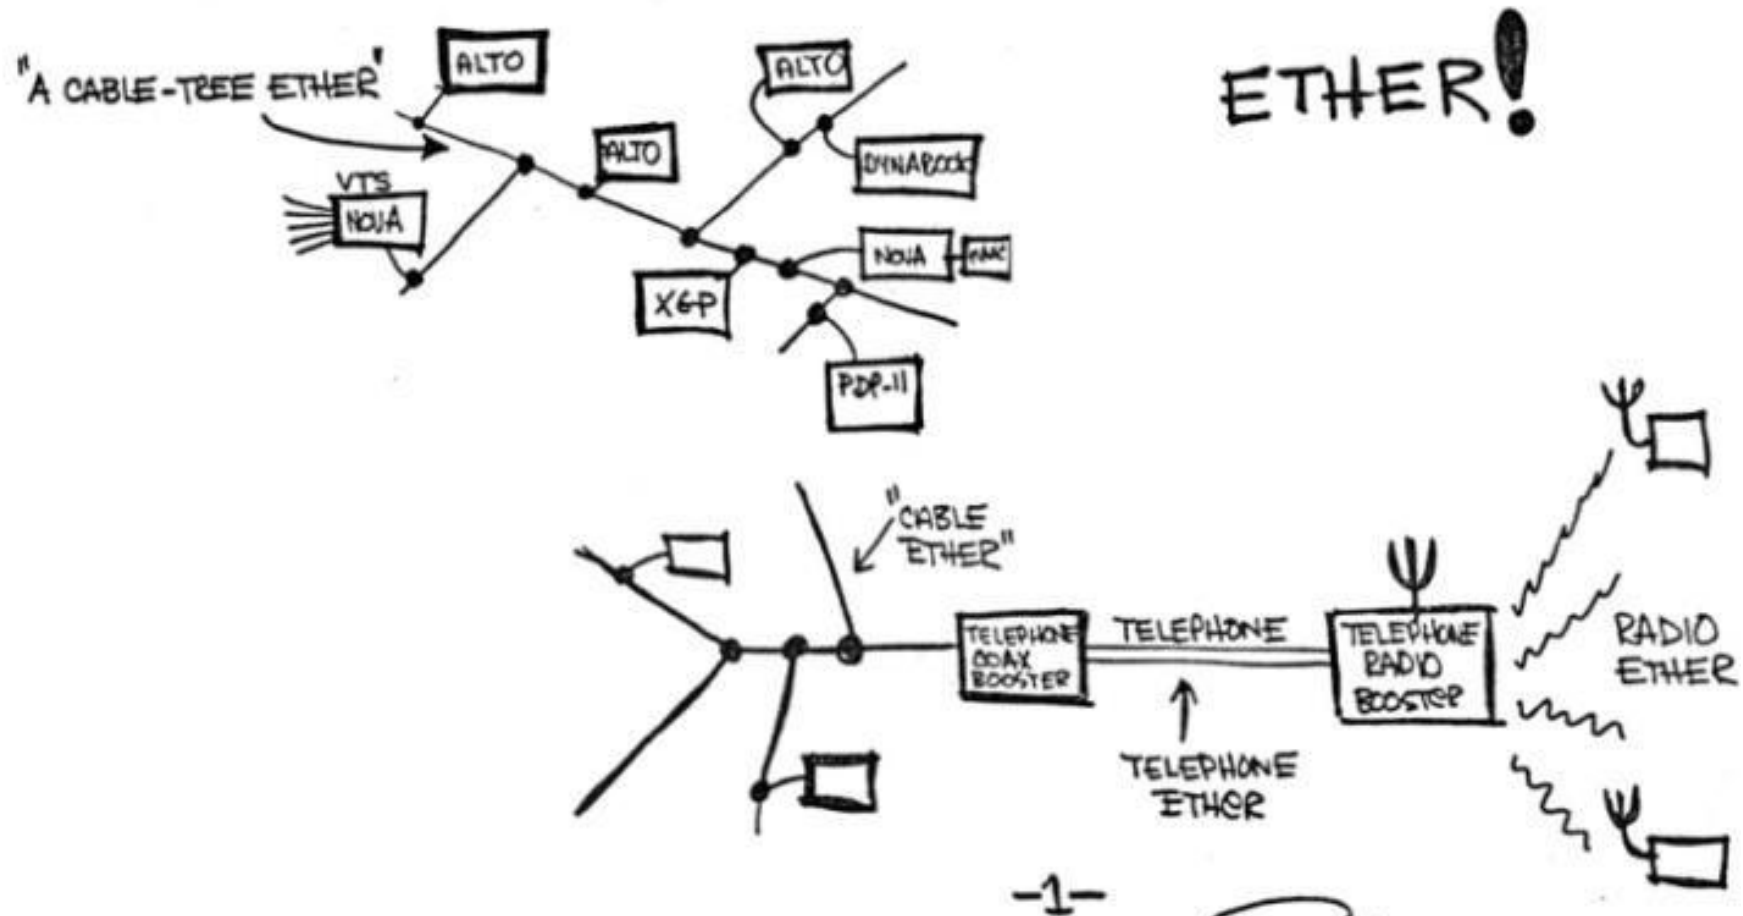 "A CABLE-TREE ETHER"
ALTO
ALTO
ETHER!
ALTO
DYNABOOK
VTS
NOVA
NOVA
XGP
PDP-11
"CABLE
ETHER"
TELEPHONE
COAX
BOOSTER
TELEPHONE
TELEPHONE
RADIO
BOOSTER
RADIO
ETHER
TELEPHONE
ETHER
-1-